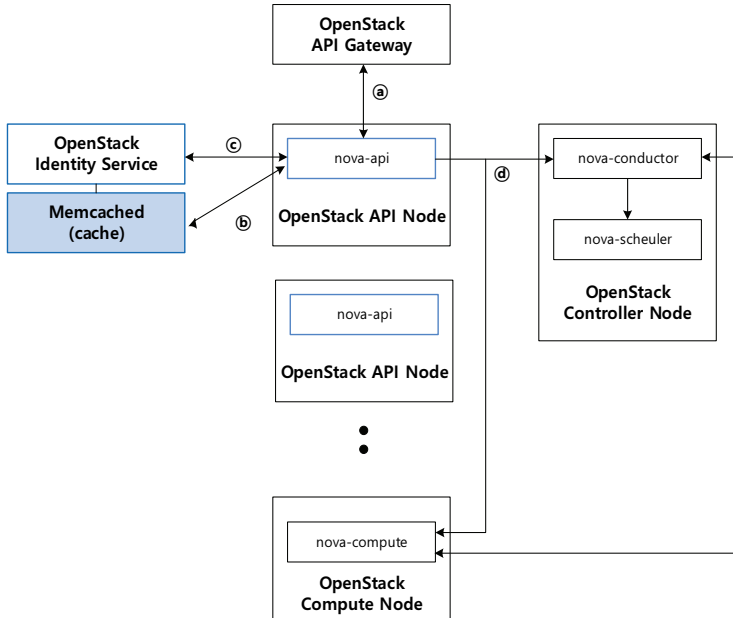 OpenStack
API Gateway
ⓐ
OpenStack
Identity Service
ⓒ
nova-api
ⓓ
nova-conductor
Memcached
(cache)
ⓑ
OpenStack API Node
nova-scheuler
OpenStack
Controller Node
nova-api
OpenStack API Node
nova-compute
OpenStack
Compute Node